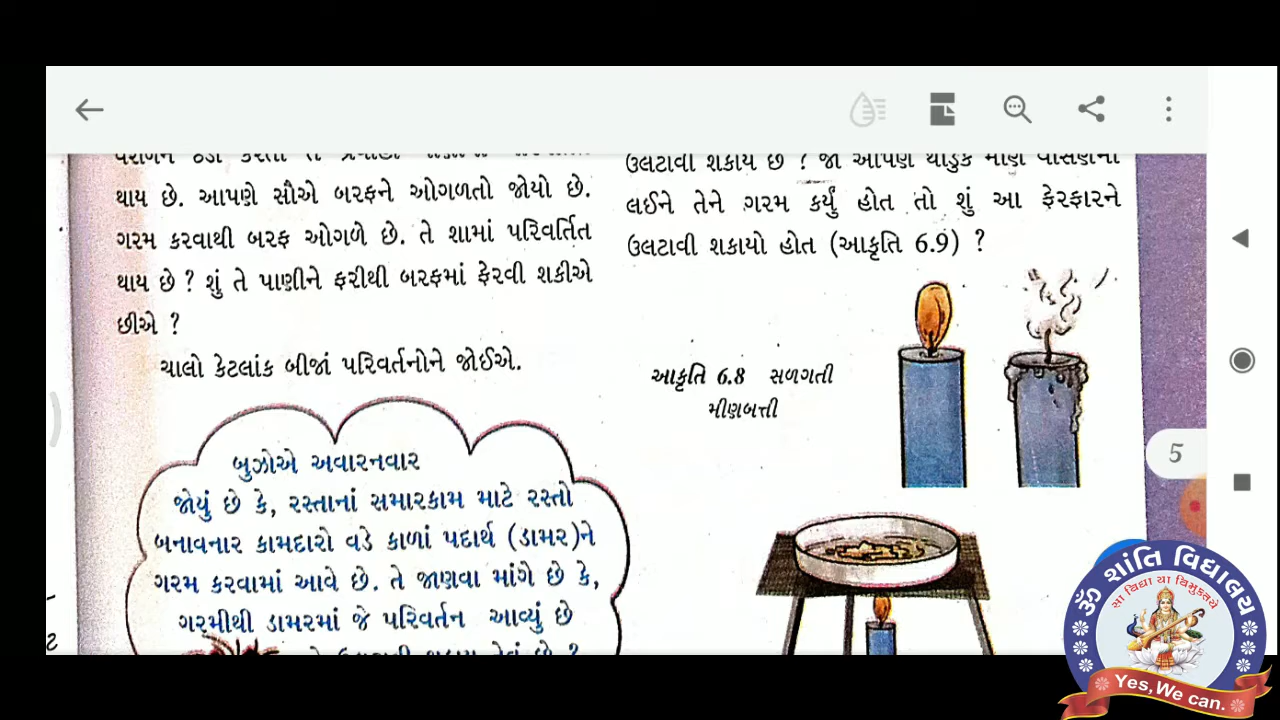 થાય છે. આપણે સૌએ બરફને ઓગળતો જોયો છે.
ગરમ કરવાથી બરફ ઓગળે છે. તે શામાં પરિવર્તિત
થાય છે ? શું તે પાણીને ફરીથી બરફમાં ફેરવી શકીએ
છીએ ?
ચાલો કેટલાંક બીજાં પરિવર્તનોને જોઈએ.
બુઝોએ અવારનવાર
જોયું છે કે, રસ્તાનાં સમારકામ માટે રસ્તો
બનાવનાર કામદારો વડે કાળાં પદાર્થ (ડામર)ને
ગરમ કરવામાં આવે છે. તે જાણવા માંગે છે કે,
ગરમીથી ડામરમાં જે પરિવર્તન આવ્યું છે
ઉલટાવી શકાય છે ? જો આપણે થોડુંક મીણ
લઈને તેને ગરમ કર્યું હોત તો શું આ ફેરફારને
ઉલટાવી શકાયો હોત (આકૃતિ 6.9) ?
આકૃતિ 6.8 સળગતી
મીણબત્તી
5
ૐ શાંતિ વિદ્યાલય
સા વિદ્યા યા વિમુક્તયે
Yes, We can.